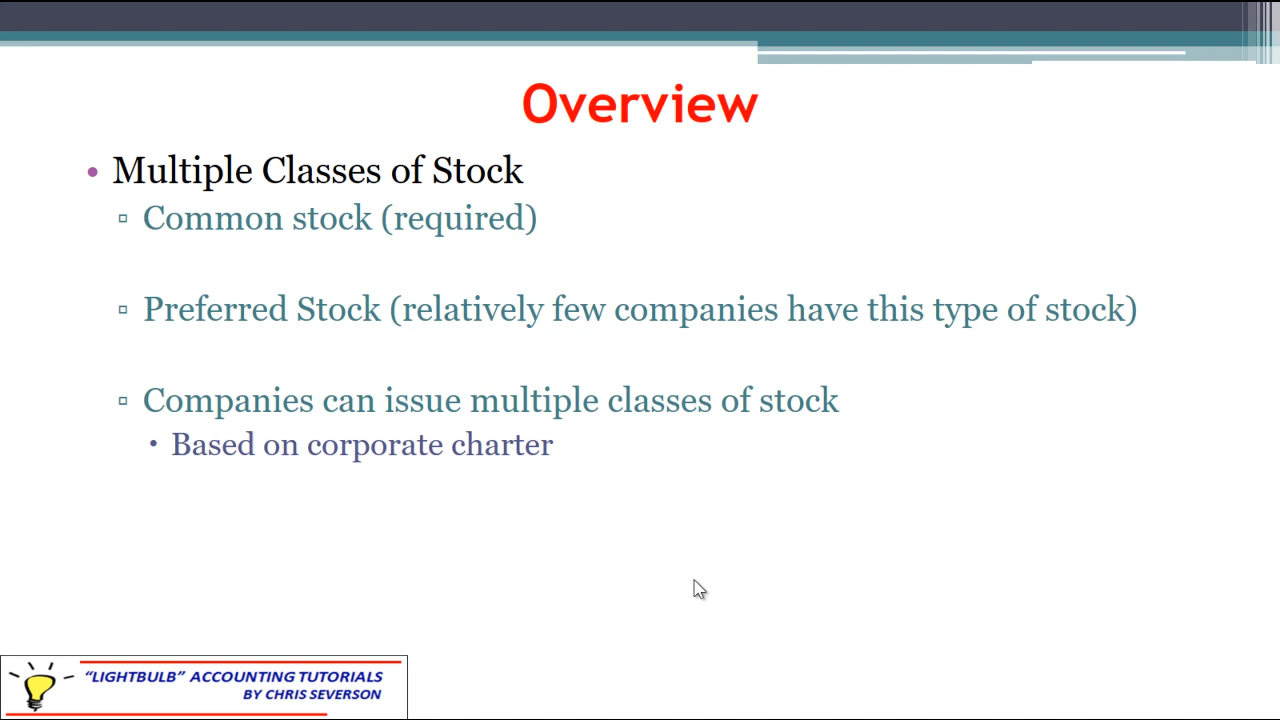 Overview
• Multiple Classes of Stock
▫ Common stock (required)
▫ Preferred Stock (relatively few companies have this type of stock)
▫ Companies can issue multiple classes of stock
• Based on corporate charter
“LIGHTBULB” ACCOUNTING TUTORIALS
BY CHRIS SEVERSON